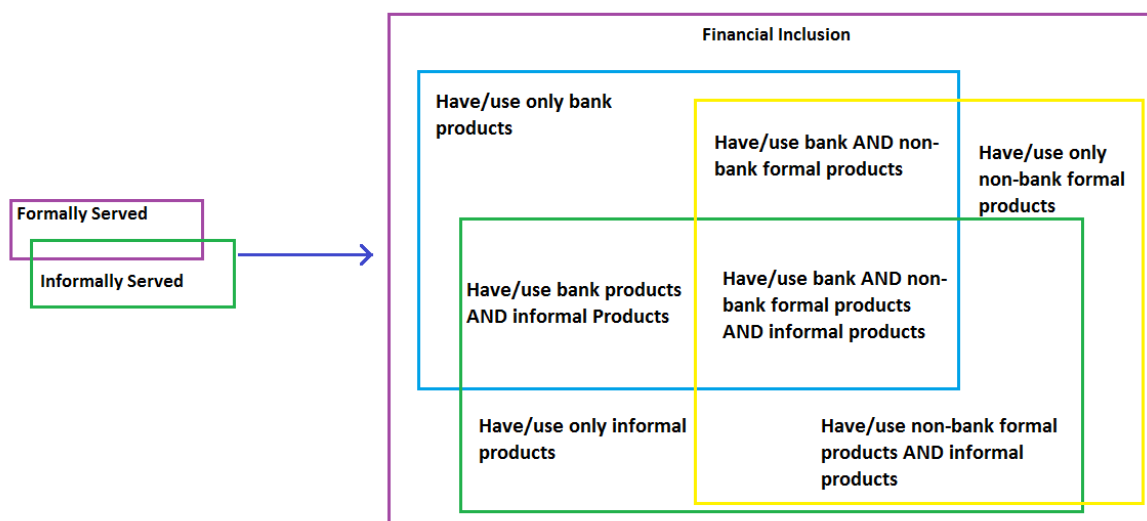 Financial Inclusion
Have/use only bank
products
Have/use bank AND non-
bank formal products
Have/use only
non-bank formal
products
Formally Served
Informally Served
Have/use bank products
AND informal Products
Have/use bank AND non-
bank formal products
AND informal products
Have/use only informal
products
Have/use non-bank formal
products AND informal
products